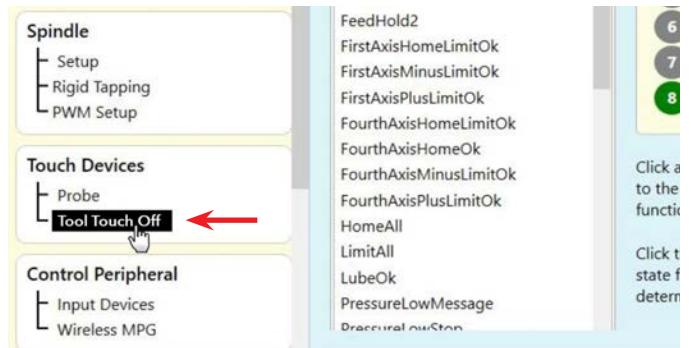 Spindle
Setup
Rigid Tapping
PWM Setup
Touch Devices
Probe
Tool Touch Off
Control Peripheral
Input Devices
Wireless MPG
FeedHold2
FirstAxisHomeLimitOk
FirstAxisMinusLimitOk
FirstAxisPlusLimitOk
FourthAxisHomeLimitOk
FourthAxisHomeOk
FourthAxisMinusLimitOk
FourthAxisPlusLimitOk
HomeAll
LimitAll
LubeOk
PressureLowMessage
PressureLowStop
6
7
8
Click a
to the
functio
Click t
state f
determ